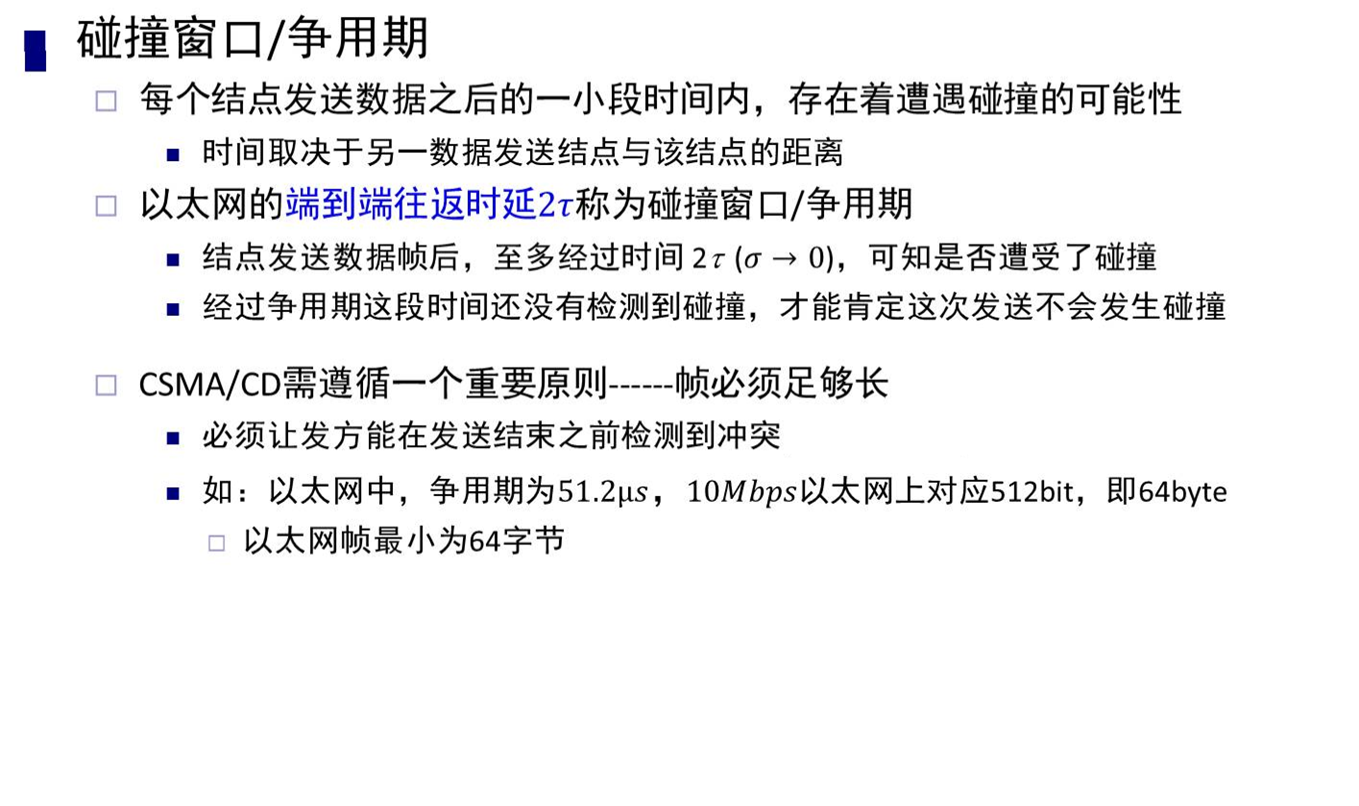 碰撞窗口/争用期
每个结点发送数据之后的一小段时间内，存在着遭遇碰撞的可能性
时间取决于另一数据发送结点与该结点的距离
以太网的端到端往返时延2τ称为碰撞窗口/争用期
结点发送数据帧后，至多经过时间 2τ (σ → 0)，可知是否遭受了碰撞
经过争用期这段时间还没有检测到碰撞，才能肯定这次发送不会发生碰撞
CSMA/CD需遵循一个重要原则------帧必须足够长
必须让发方能在发送结束之前检测到冲突
如：以太网中，争用期为51.2μs，10Mbps以太网上对应512bit，即64byte
以太网帧最小为64字节